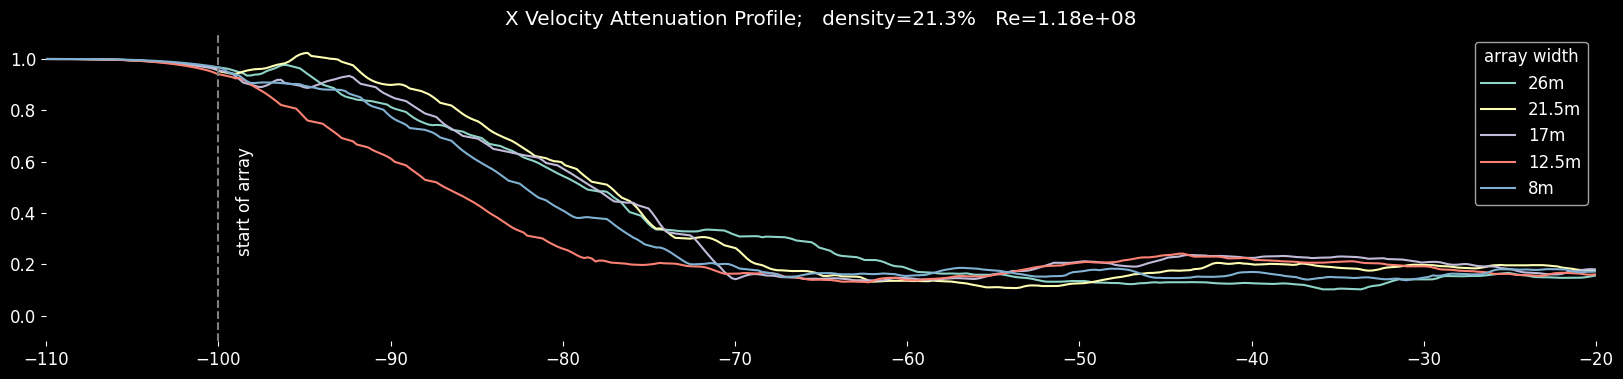 X Velocity Attenuation Profile;   density=21.3%   Re=1.18e+08
1.0
0.8
0.6
0.4
0.2
0.0
start of array
array width
26m
21.5m
17m
12.5m
8m
−110
−100
−90
−80
−70
−60
−50
−40
−30
−20